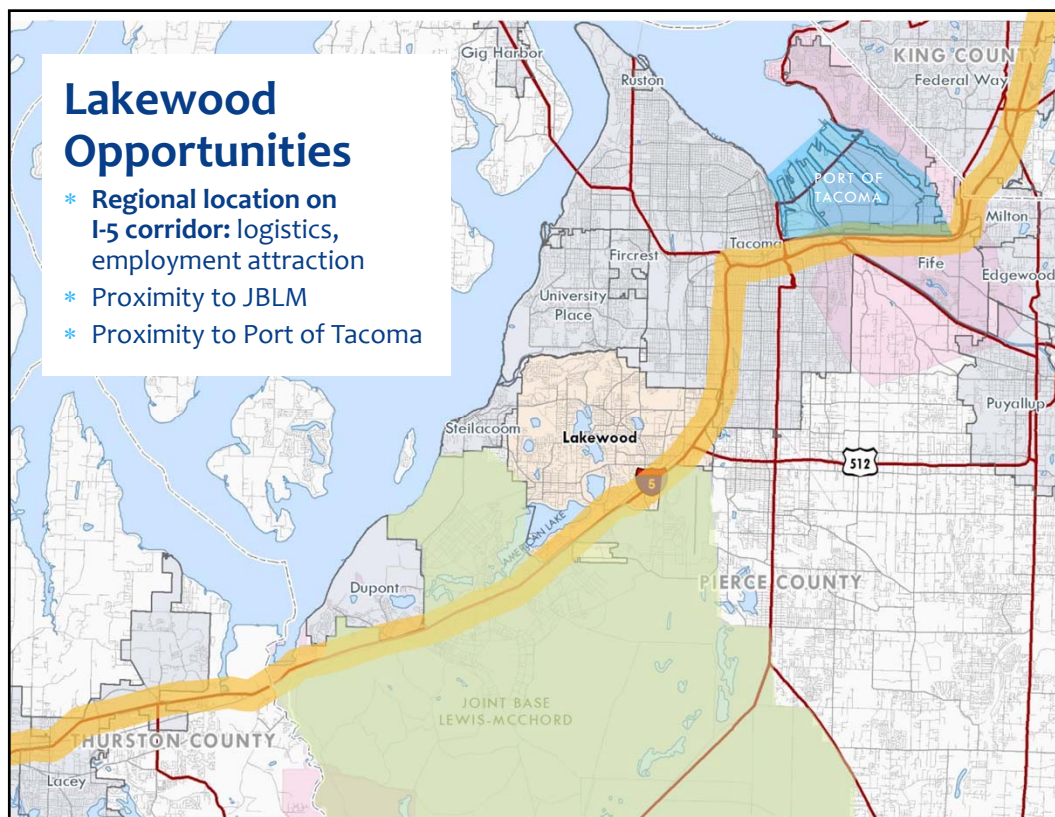 Lakewood
Opportunities
* Regional location on
I-5 corridor: logistics,
employment attraction
* Proximity to JBLM
* Proximity to Port of Tacoma
Gig Harbor
Ruston
KING COUNTY
Federal Way
PORT OF
TACOMA
Milton
Tacoma
Fircrest
Fife
Edgewood
University
Place
Puyallup
Steilacoom
Lakewood
512
5
AMERICAN LAKE
Dupont
PIERCE COUNTY
JOINT BASE
LEWIS-MCCHORD
THURSTON COUNTY
Lacey